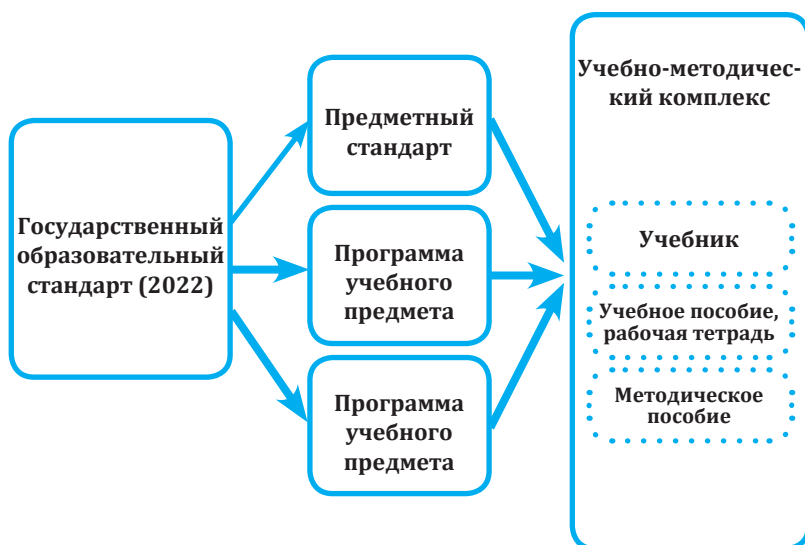 Государственный
образовательный
стандарт (2022)
Предметный
стандарт
Программа
учебного
предмета
Программа
учебного
предмета
Учебно-методичес-
кий комплекс
Учебник
Учебное пособие,
рабочая тетрадь
Методическое
пособие